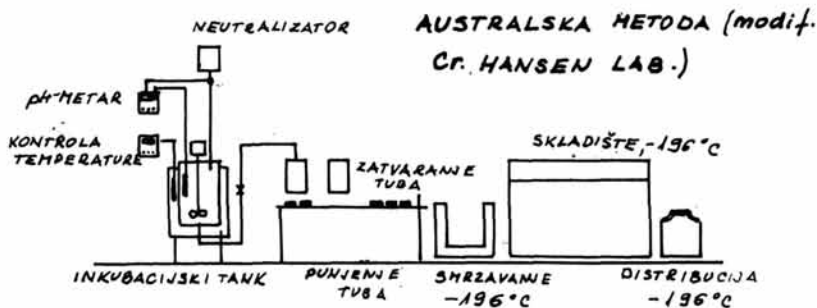 AUSTRALSKA METODA (modif.
Cr. HANSEN LAB.)
NEUTRALIZATOR
pH-METAR
KONTROLA
TEMPERATURE
ZATVARANJE
TUBA
SKLADIŠTE, -196°C
INKUBACIJSKI TANK
PUNJENJE
TUBA
SMRZAVANJE
-196°C
DISTRIBUCIJA
-196°C